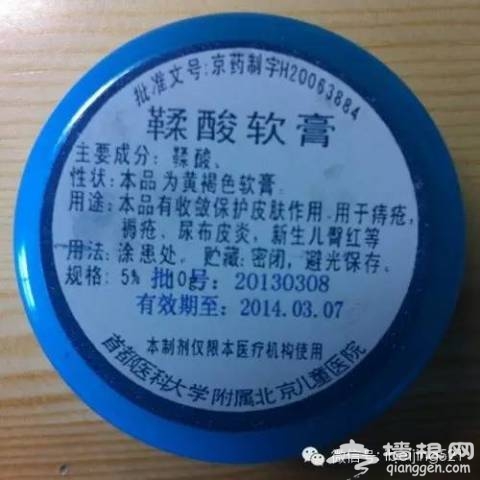 批准文号:京药制字H20063884
鞣酸软膏
主要成分:鞣酸、
性状:本品为黄褐色软膏
用途:本品有收敛保护皮肤作用.用于痔疮,
褥疮、尿布皮炎,新生儿臀红等
用法:涂患处。贮藏:密闭,避光保存。
规格:5% 批号:20130308
有效期至:2014.03.07
本制剂仅限本医疗机构使用
首都医科大学附属北京儿童医院
微信号:
墙根网
qianggen.com